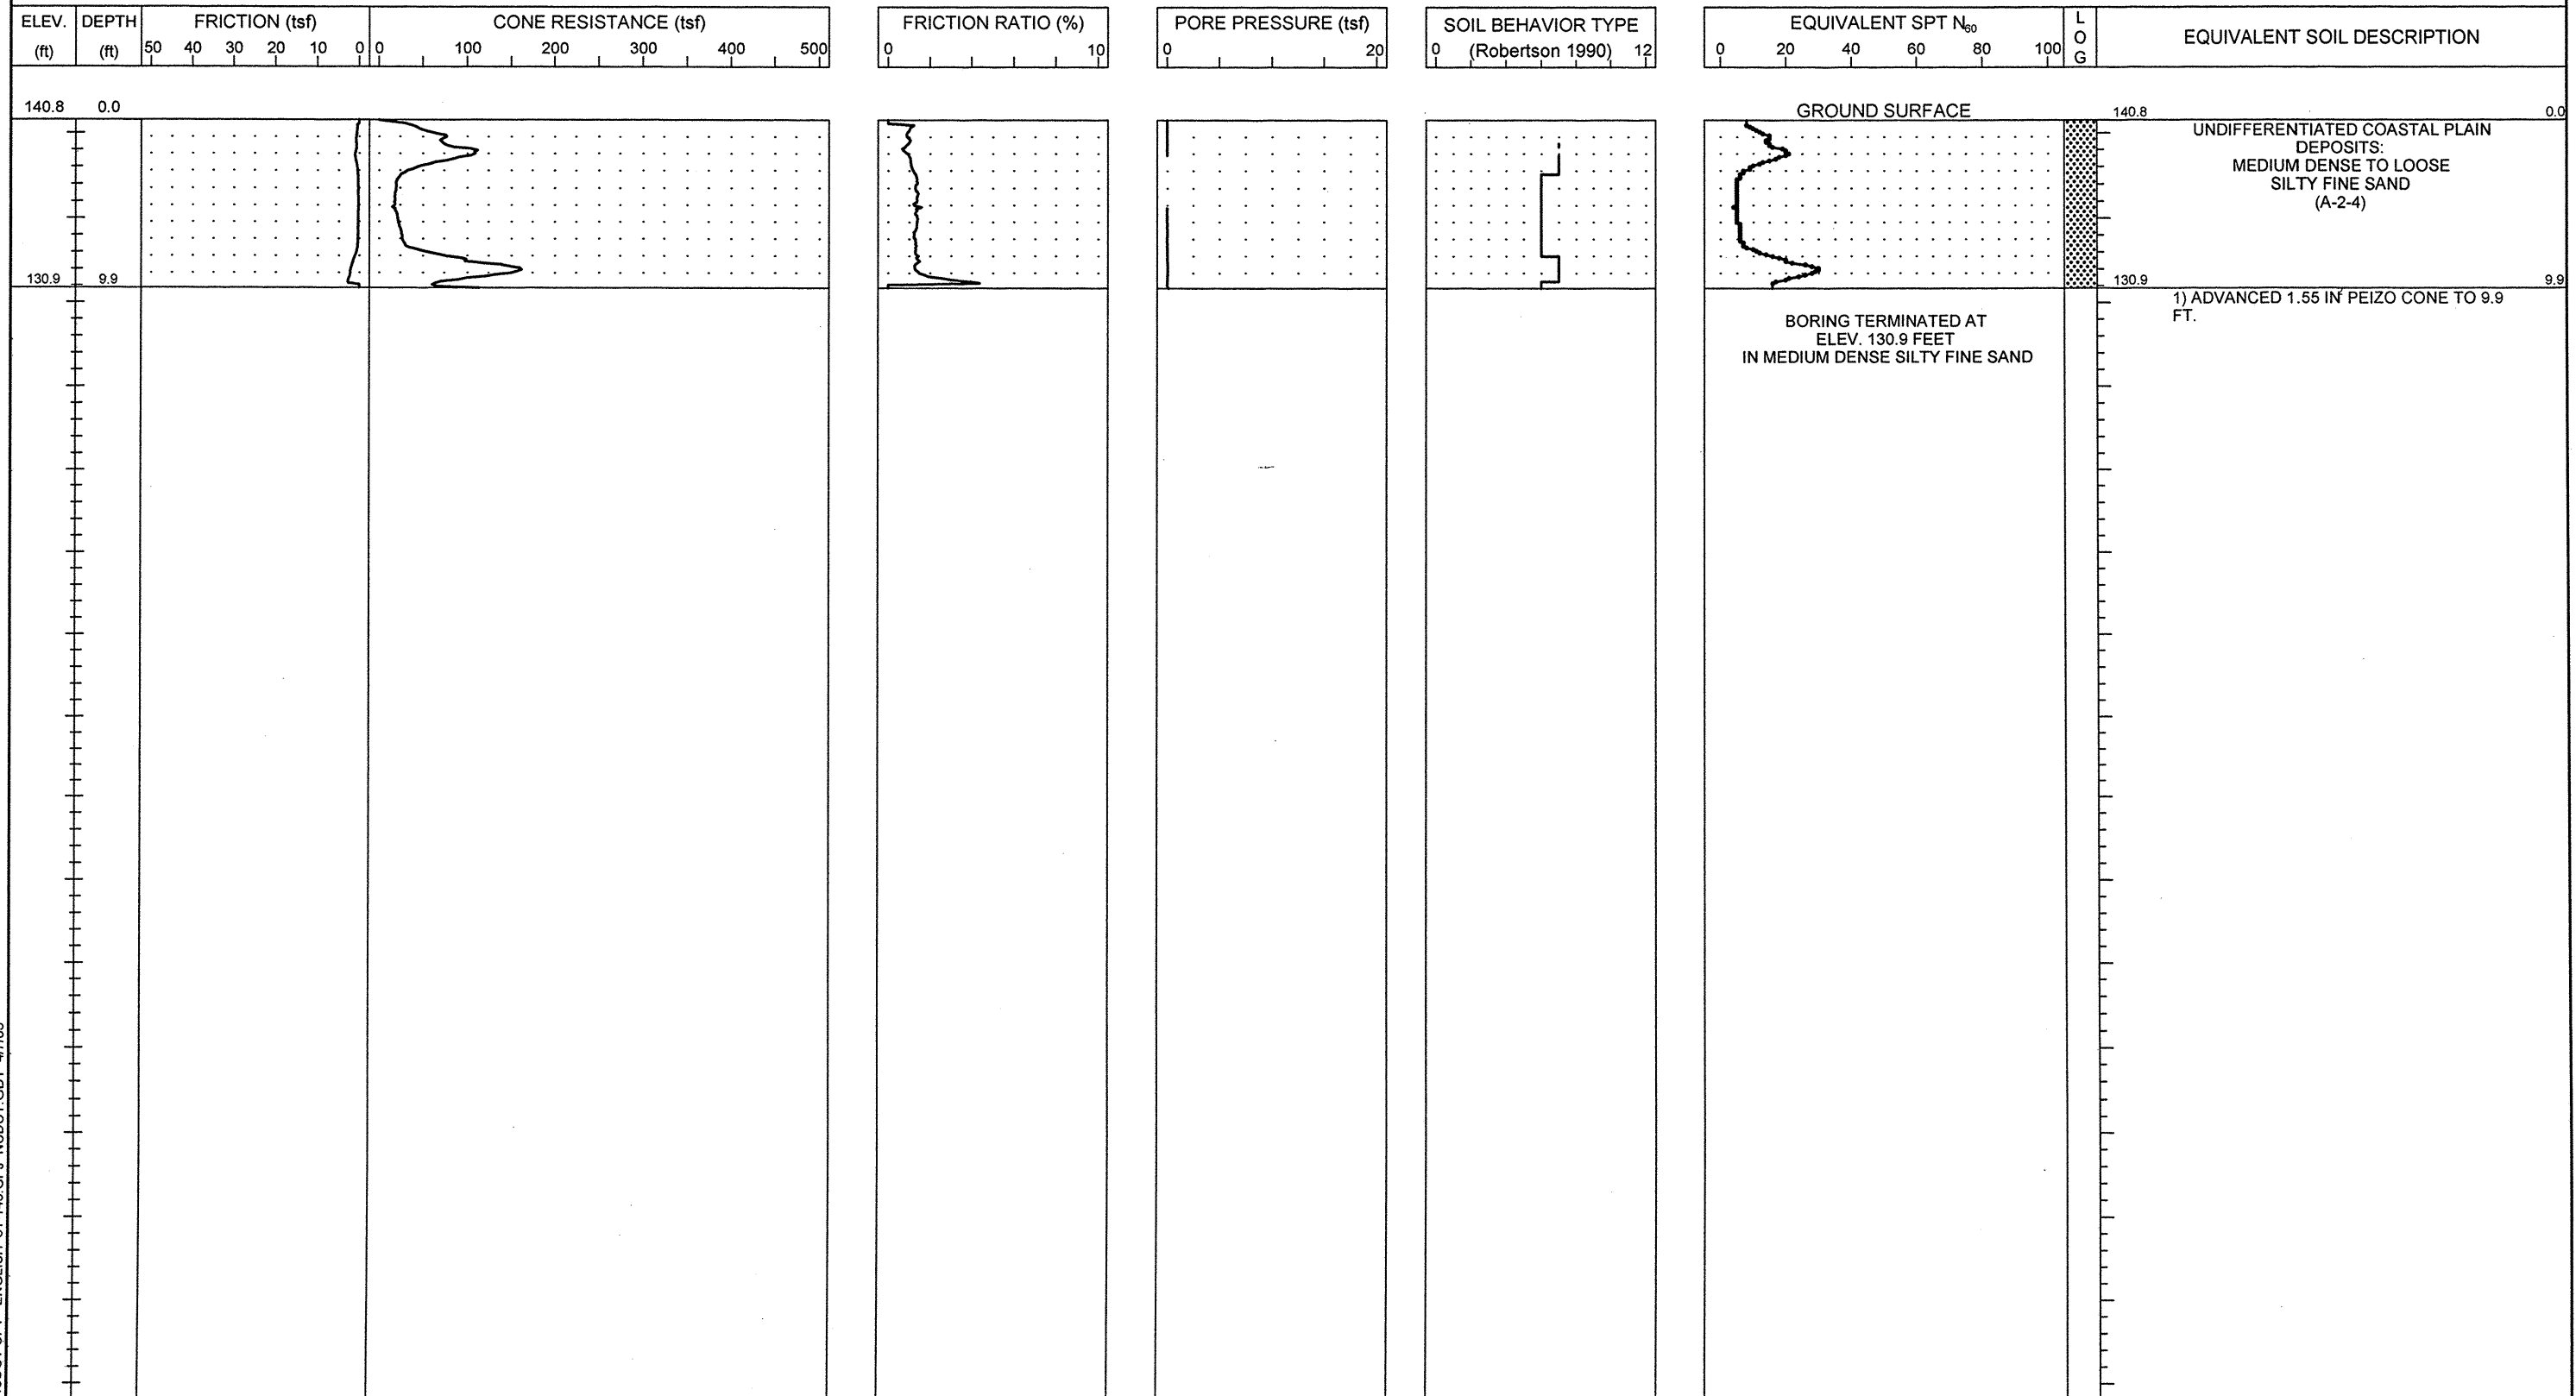 ELEV. DEPTH FRICTION (tsf) CONE RESISTANCE (tsf) FRICTION RATIO (%) PORE PRESSURE (tsf) SOIL BEHAVIOR TYPE EQUIVALENT SPT N60 LOG EQUIVALENT SOIL DESCRIPTION
(ft) (ft) 50 40 30 20 10 0 0 100 200 300 400 500 0 10 0 20 0 (Robertson 1990) 12 0 20 40 60 80 100
140.8 0.0 GROUND SURFACE 140.8 0.0
UNDIFFERENTIATED COASTAL PLAIN
DEPOSITS:
MEDIUM DENSE TO LOOSE
SILTY FINE SAND
(A-2-4)
130.9 9.9 130.9 9.9
1) ADVANCED 1.55 IN PEIZO CONE TO 9.9
FT.
BORING TERMINATED AT
ELEV. 130.9 FEET
IN MEDIUM DENSE SILTY FINE SAND